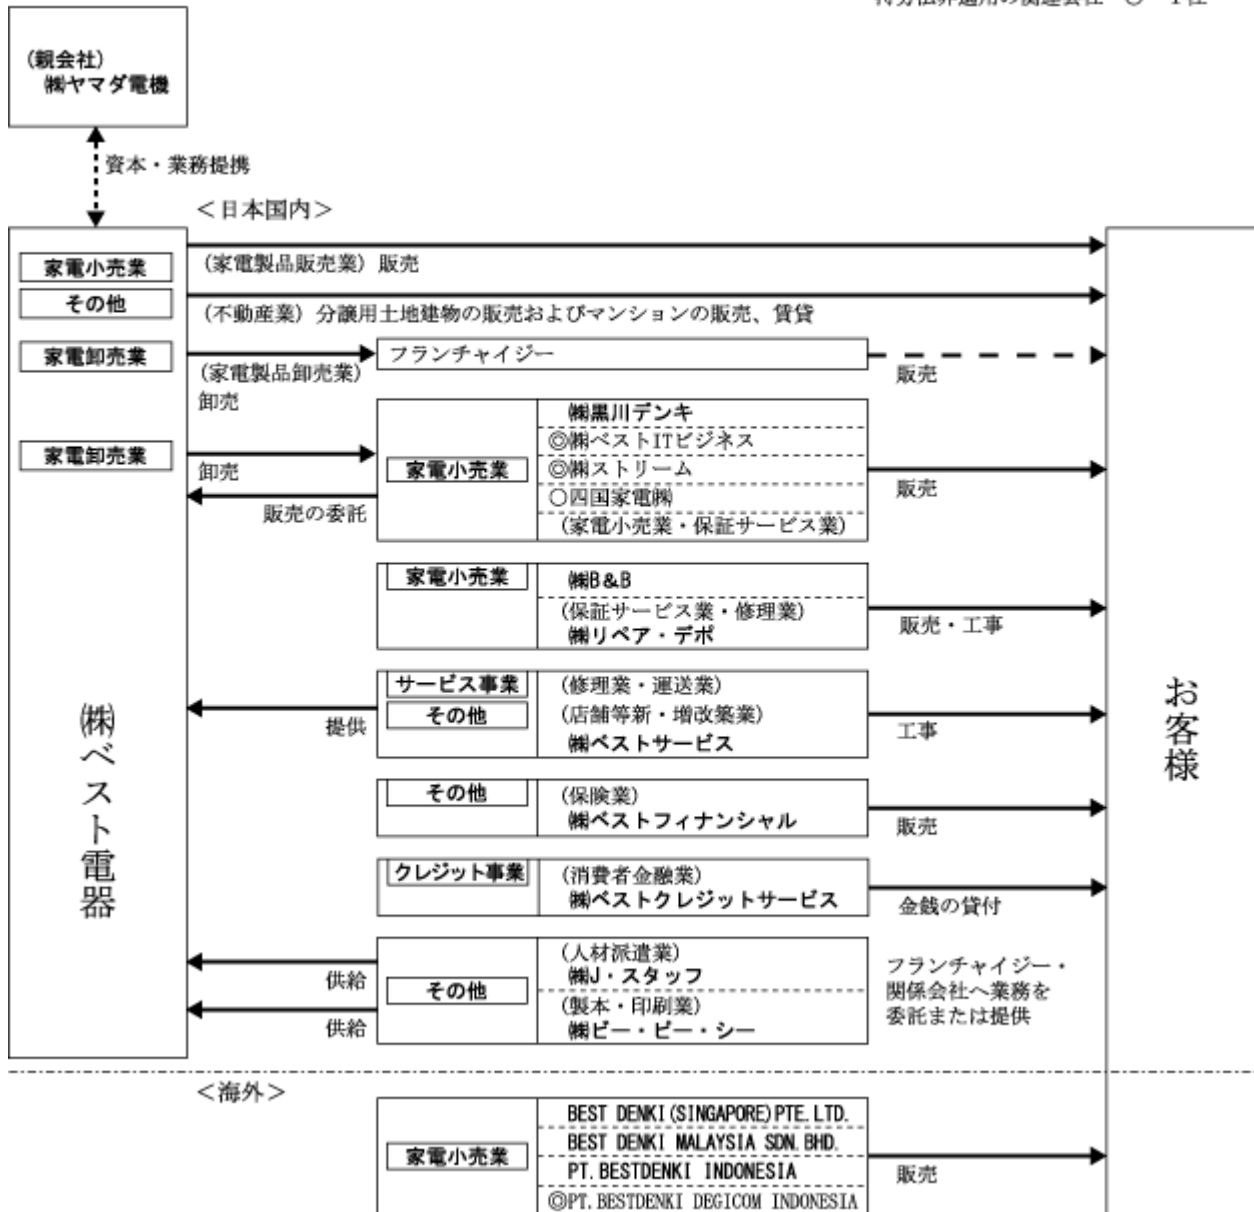 持分法非適用の関連会社 ○ 1社
(親会社)
㈱ヤマダ電機
資本・業務提携
＜日本国内＞
家電小売業
(家電製品販売業) 販売
その他
(不動産業) 分譲用土地建物の販売およびマンションの販売、賃貸
家電卸売業
(家電製品卸売業)
卸売
フランチャイジー
販売
家電卸売業
卸売
販売の委託
家電小売業
㈱黒川デンキ
◎㈱ベストITビジネス
◎㈱ストリーム
○四国家電㈱
(家電小売業・保証サービス業)
販売
家電小売業
㈱B&B
(保証サービス業・修理業)
㈱リペア・デポ
販売・工事
サービス事業
その他
(修理業・運送業)
(店舗等新・増改築業)
㈱ベストサービス
提供
工事
その他
(保険業)
㈱ベストフィナンシャル
販売
クレジット事業
(消費者金融業)
㈱ベストクレジットサービス
金銭の貸付
供給
供給
その他
(人材派遣業)
㈱J・スタッフ
(製本・印刷業)
㈱ビー・ピー・シー
フランチャイジー・
関係会社へ業務を
委託または提供
㈱ベスト電器
お客様
＜海外＞
家電小売業
BEST DENKI(SINGAPORE)PTE.LTD.
BEST DENKI MALAYSIA SDN.BHD.
PT.BESTDENKI INDONESIA
◎PT.BESTDENKI DEGICOM INDONESIA
販売